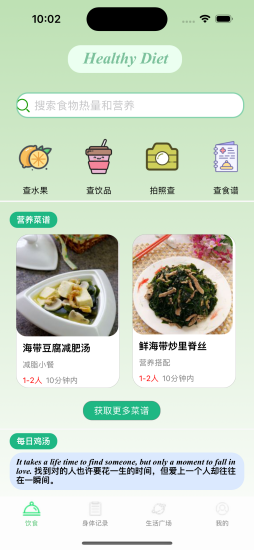 10:02
Healthy Diet
搜索食物热量和营养
查水果
查饮品
拍照查
查食谱
营养菜谱
海带豆腐减肥汤
减脂小餐
1-2人 10分钟内
鲜海带炒里脊丝
营养搭配
1-2人 10分钟内
获取更多菜谱
每日鸡汤
It takes a life time to find someone, but only a moment to fall in
love. 找到对的人也许要花一生的时间，但爱上一个人却往往
在一瞬间。
饮食
身体记录
生活广场
我的